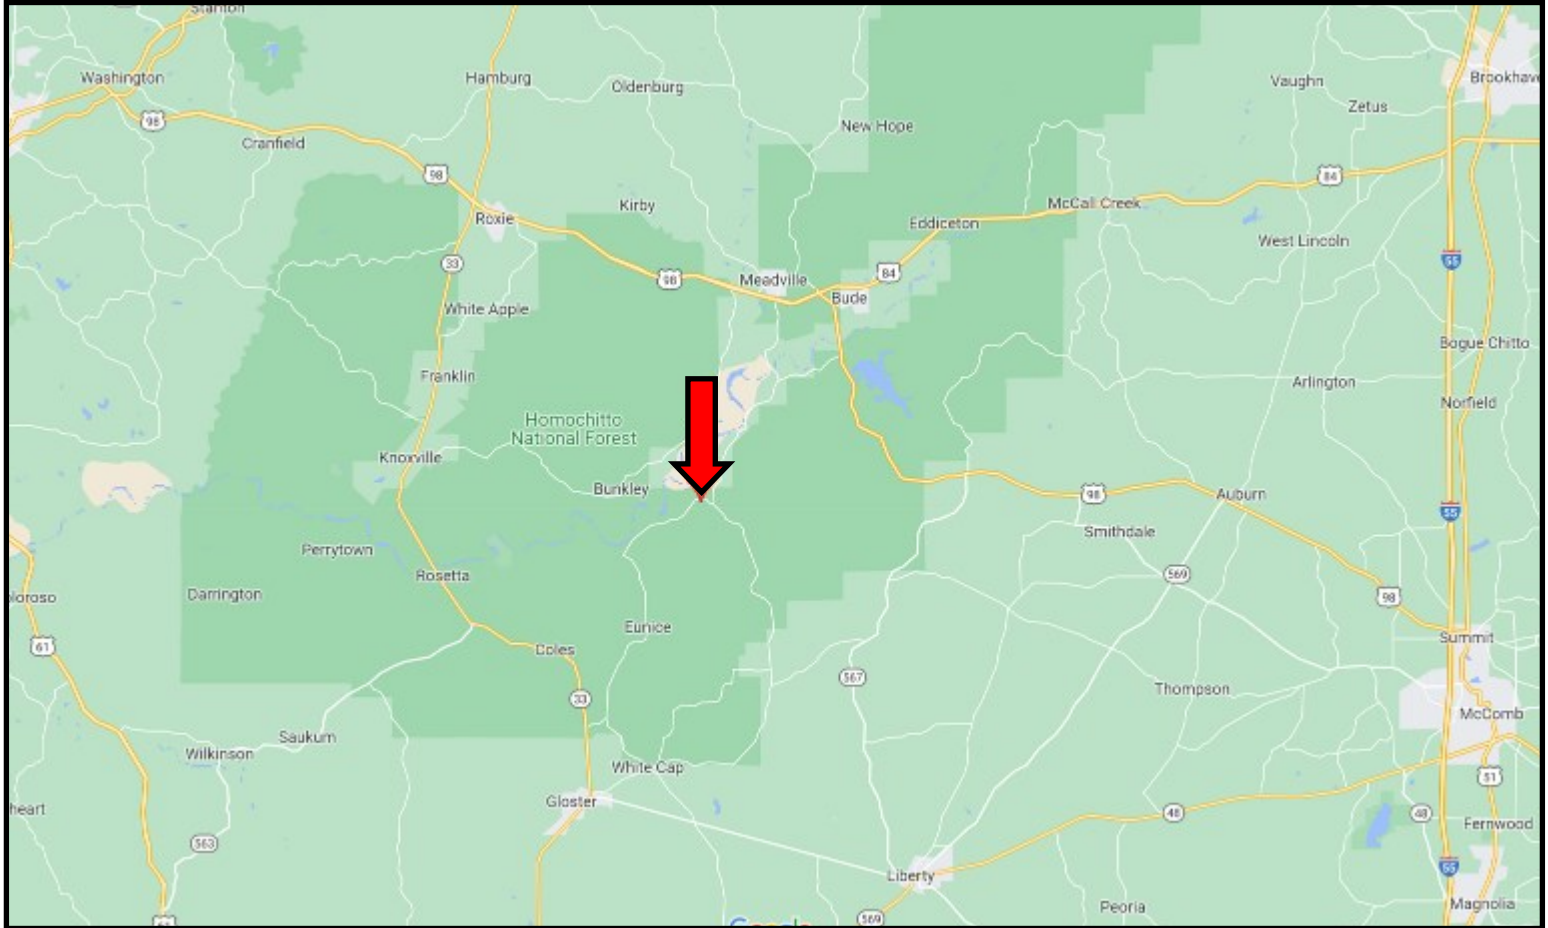 Stanton
Washington
Hamburg
Oldenburg
Vaughn
Brookhave
Zetus
98
Cranfield
New Hope
98
84
Roxie
Kirby
McCall Creek
Eddiceton
West Lincoln
33
98
Meadville
84
55
Bude
White Apple
Bogue Chitto
Franklin
Arlington
Norfield
Homochitto
National Forest
Knoxville
Bunkley
98
Auburn
55
Smithdale
Perrytown
Rosetta
569
Darrington
oloroso
98
61
Eunice
Summit
Coles
567
Thompson
33
McComb
Saukum
Wilkinson
White Cap
51
Gloster
heart
48
48
Fernwood
563
55
Liberty
Magnolia
Peoria
569
Google